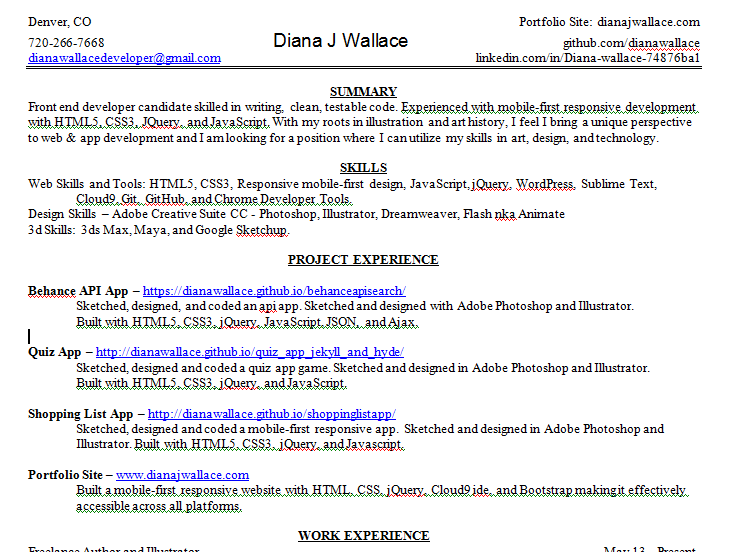 Denver, CO Portfolio Site: dianajwallace.com
720-266-7668 Diana J Wallace github.com/dianawallace
dianawallacedeveloper@gmail.com linkedin.com/in/Diana-wallace-74876ba1
SUMMARY
Front end developer candidate skilled in writing, clean, testable code. Experienced with mobile-first responsive development
with HTML5, CSS3, JQuery, and JavaScript. With my roots in illustration and art history, I feel I bring a unique perspective
to web & app development and I am looking for a position where I can utilize my skills in art, design, and technology.
SKILLS
Web Skills and Tools: HTML5, CSS3, Responsive mobile-first design, JavaScript, jQuery, WordPress, Sublime Text,
Cloud9, Git, GitHub, and Chrome Developer Tools.
Design Skills – Adobe Creative Suite CC - Photoshop, Illustrator, Dreamweaver, Flash nka Animate
3d Skills: 3ds Max, Maya, and Google Sketchup.
PROJECT EXPERIENCE
Behance API App – https://dianawallace.github.io/behanceapisearch/
Sketched, designed, and coded an api app. Sketched and designed with Adobe Photoshop and Illustrator.
Built with HTML5, CSS3, jQuery, JavaScript, JSON, and Ajax.
Quiz App – http://dianawallace.github.io/quiz_app_jekyll_and_hyde/
Sketched, designed and coded a quiz app game. Sketched and designed in Adobe Photoshop and Illustrator.
Built with HTML5, CSS3, jQuery, and JavaScript.
Shopping List App – http://dianawallace.github.io/shoppinglistapp/
Sketched, designed and coded a mobile-first responsive app. Sketched and designed in Adobe Photoshop and
Illustrator. Built with HTML5, CSS3, jQuery, and Javascript.
Portfolio Site – www.dianajwallace.com
Built a mobile-first responsive website with HTML, CSS, jQuery, Cloud9 ide, and Bootstrap making it effectively
accessible across all platforms.
WORK EXPERIENCE
Freelance Author and Illustrator May 13 - Present